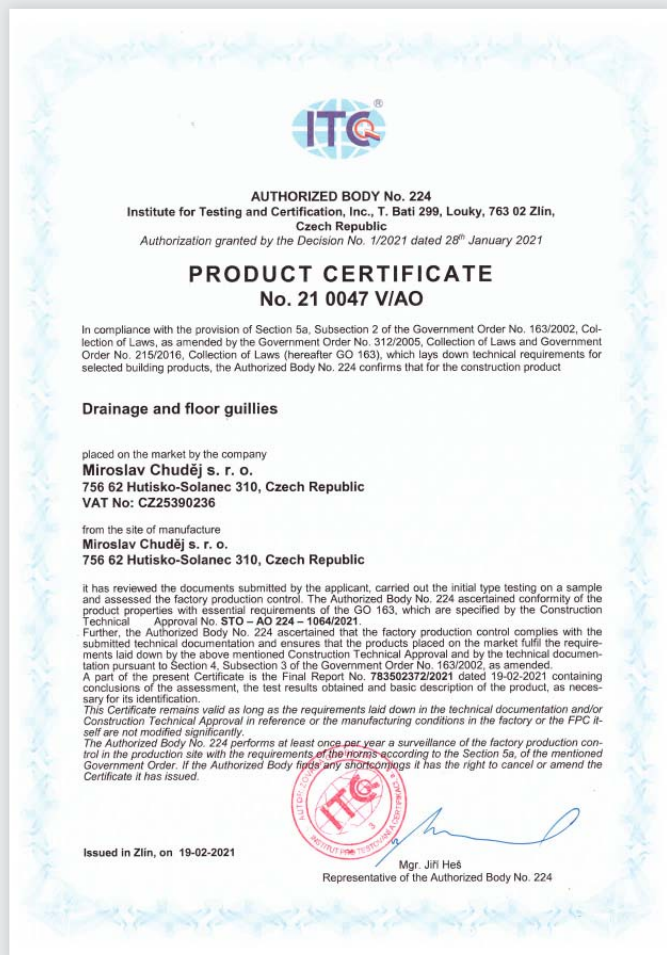 ITC ®
AUTHORIZED BODY No. 224
Institute for Testing and Certification, Inc., T. Bati 299, Louky, 763 02 Zlín,
Czech Republic
Authorization granted by the Decision No. 1/2021 dated 28th January 2021
PRODUCT CERTIFICATE
No. 21 0047 V/AO
In compliance with the provision of Section 5a, Subsection 2 of the Government Order No. 163/2002, Col-
lection of Laws, as amended by the Government Order No. 312/2005, Collection of Laws and Government
Order No. 215/2016, Collection of Laws (hereafter GO 163), which lays down technical requirements for
selected building products, the Authorized Body No. 224 confirms that for the construction product
Drainage and floor guillies
placed on the market by the company
Miroslav Chuděj s. r. o.
756 62 Hutisko-Solanec 310, Czech Republic
VAT No: CZ25390236
from the site of manufacture
Miroslav Chuděj s. r. o.
756 62 Hutisko-Solanec 310, Czech Republic
it has reviewed the documents submitted by the applicant, carried out the initial type testing on a sample
and assessed the factory production control. The Authorized Body No. 224 ascertained conformity of the
product properties with essential requirements of the GO 163, which are specified by the Construction
Technical Approval No. STO – AO 224 – 1064/2021.
Further, the Authorized Body No. 224 ascertained that the factory production control complies with the
submitted technical documentation and ensures that the products placed on the market fulfil the require-
ments laid down by the above mentioned Construction Technical Approval and by the technical documen-
tation pursuant to Section 4, Subsection 3 of the Government Order No. 163/2002, as amended.
A part of the present Certificate is the Final Report No. 783502372/2021 dated 19-02-2021 containing
conclusions of the assessment, the test results obtained and basic description of the product, as neces-
sary for its identification.
This Certificate remains valid as long as the requirements laid down in the technical documentation and/or
Construction Technical Approval in reference or the manufacturing conditions in the factory or the FPC it-
self are not modified significantly.
The Authorized Body No. 224 performs at least once per year a surveillance of the factory production con-
trol in the production site with the requirements of the norms according to the Section 5a, of the mentioned
Government Order. If the Authorized Body finds any shortcomings it has the right to cancel or amend the
Certificate it has issued.
ITC
INSTITUT PRO TESTOVÁNÍ A CERTIFIKACI
3
Issued in Zlín, on 19-02-2021
Mgr. Jiří Heš
Representative of the Authorized Body No. 224